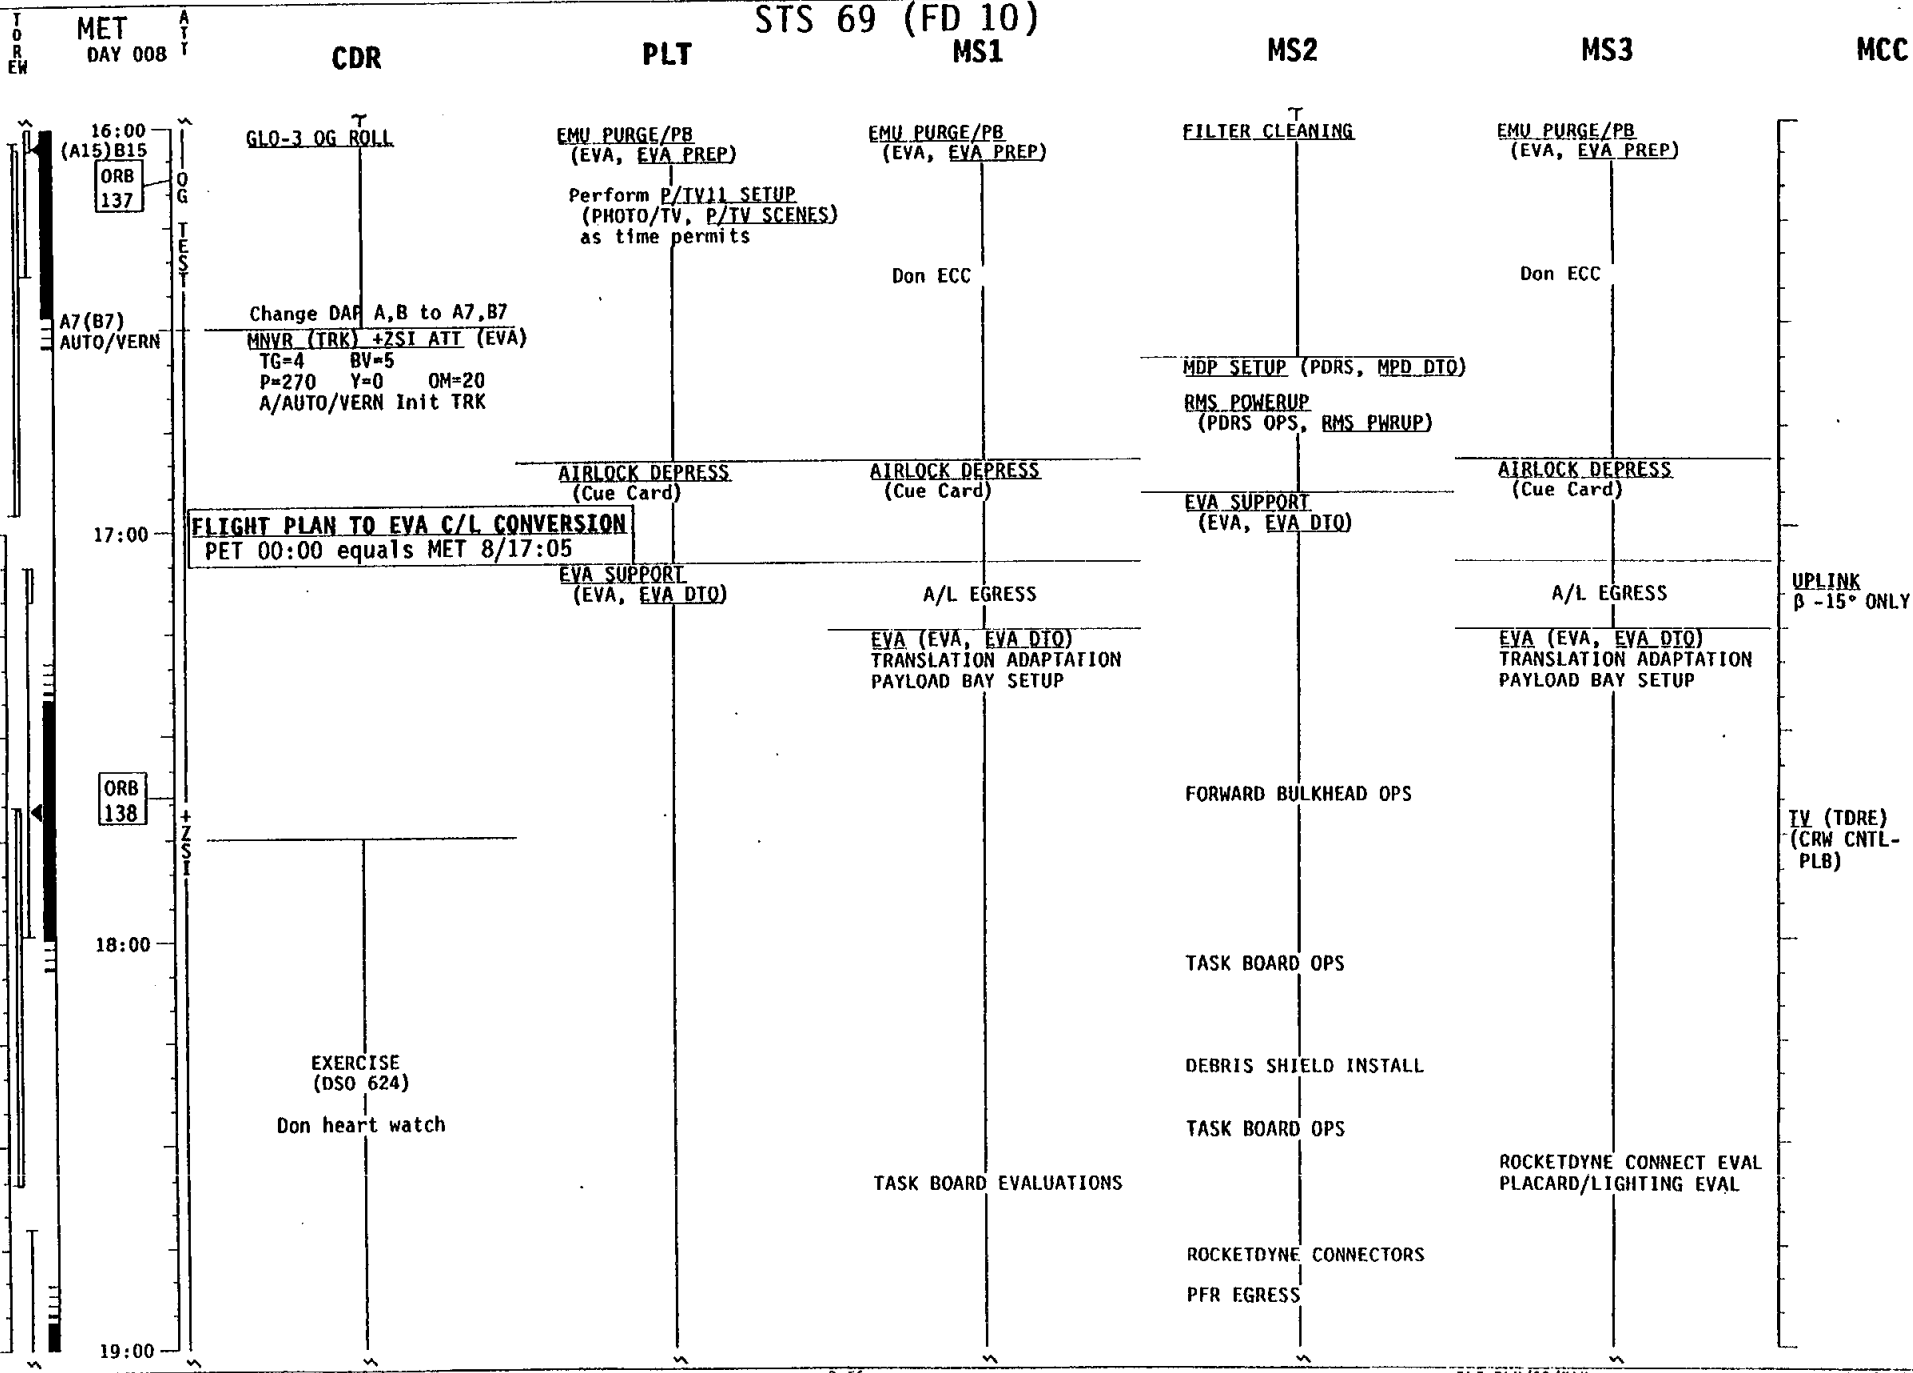 STS 69 (FD 10)
TDREW
MET
DAY 008
ATT
CDR
PLT
MS1
MS2
MS3
MCC
16:00
(A15)B15
ORB
137
OG TEST
A7(B7)
AUTO/VERN
17:00
ORB
138
+ZSI
18:00
19:00
GLO-3 OG ROLL
Change DAP A,B to A7,B7
MNVR (TRK) +ZSI ATT (EVA)
TG=4 BV=5
P=270 Y=0 OM=20
A/AUTO/VERN Init TRK
FLIGHT PLAN TO EVA C/L CONVERSION
PET 00:00 equals MET 8/17:05
EXERCISE
(DSO 624)
Don heart watch
EMU PURGE/PB
(EVA, EVA PREP)
Perform P/TV11 SETUP
(PHOTO/TV, P/TV SCENES)
as time permits
AIRLOCK DEPRESS
(Cue Card)
EVA SUPPORT
(EVA, EVA DTO)
EMU PURGE/PB
(EVA, EVA PREP)
Don ECC
AIRLOCK DEPRESS
(Cue Card)
A/L EGRESS
EVA (EVA, EVA DTO)
TRANSLATION ADAPTATION
PAYLOAD BAY SETUP
TASK BOARD EVALUATIONS
FILTER CLEANING
MDP SETUP (PDRS, MPD DTO)
RMS POWERUP
(PDRS OPS, RMS PWRUP)
EVA SUPPORT
(EVA, EVA DTO)
FORWARD BULKHEAD OPS
TASK BOARD OPS
DEBRIS SHIELD INSTALL
TASK BOARD OPS
ROCKETDYNE CONNECTORS
PFR EGRESS
EMU PURGE/PB
(EVA, EVA PREP)
Don ECC
AIRLOCK DEPRESS
(Cue Card)
A/L EGRESS
EVA (EVA, EVA DTO)
TRANSLATION ADAPTATION
PAYLOAD BAY SETUP
ROCKETDYNE CONNECT EVAL
PLACARD/LIGHTING EVAL
UPLINK
β -15° ONLY
TV (TDRE)
(CRW CNTL-
PLB)